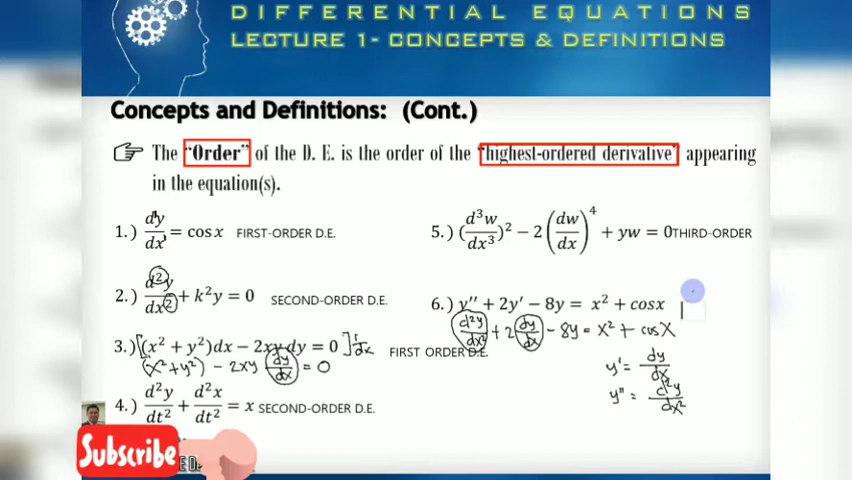 DIFFERENTIAL EQUATIONS
LECTURE 1- CONCEPTS & DEFINITIONS
Concepts and Definitions: (Cont.)
The "Order" of the D. E. is the order of the "highest-ordered derivative" appearing
in the equation(s).
1.) dy/dx = cosx FIRST-ORDER D.E.
2.) d²y/dx² + k²y = 0 SECOND-ORDER D.E.
3.) [(x² + y²)dx − 2xy dy = 0] 1/dx FIRST ORDER D.E.
(x² + y²) − 2xy dy/dx = 0
4.) d²y/dt² + d²x/dt² = x SECOND-ORDER D.E.
5.) (d³w/dx³)² − 2(dw/dx)⁴ + yw = 0 THIRD-ORDER
6.) y'' + 2y' − 8y = x² + cosx
d²y/dx² + 2 dy/dx − 8y = x² + cosx
y' = dy/dx
y'' = d²y/dx²
Subscribe